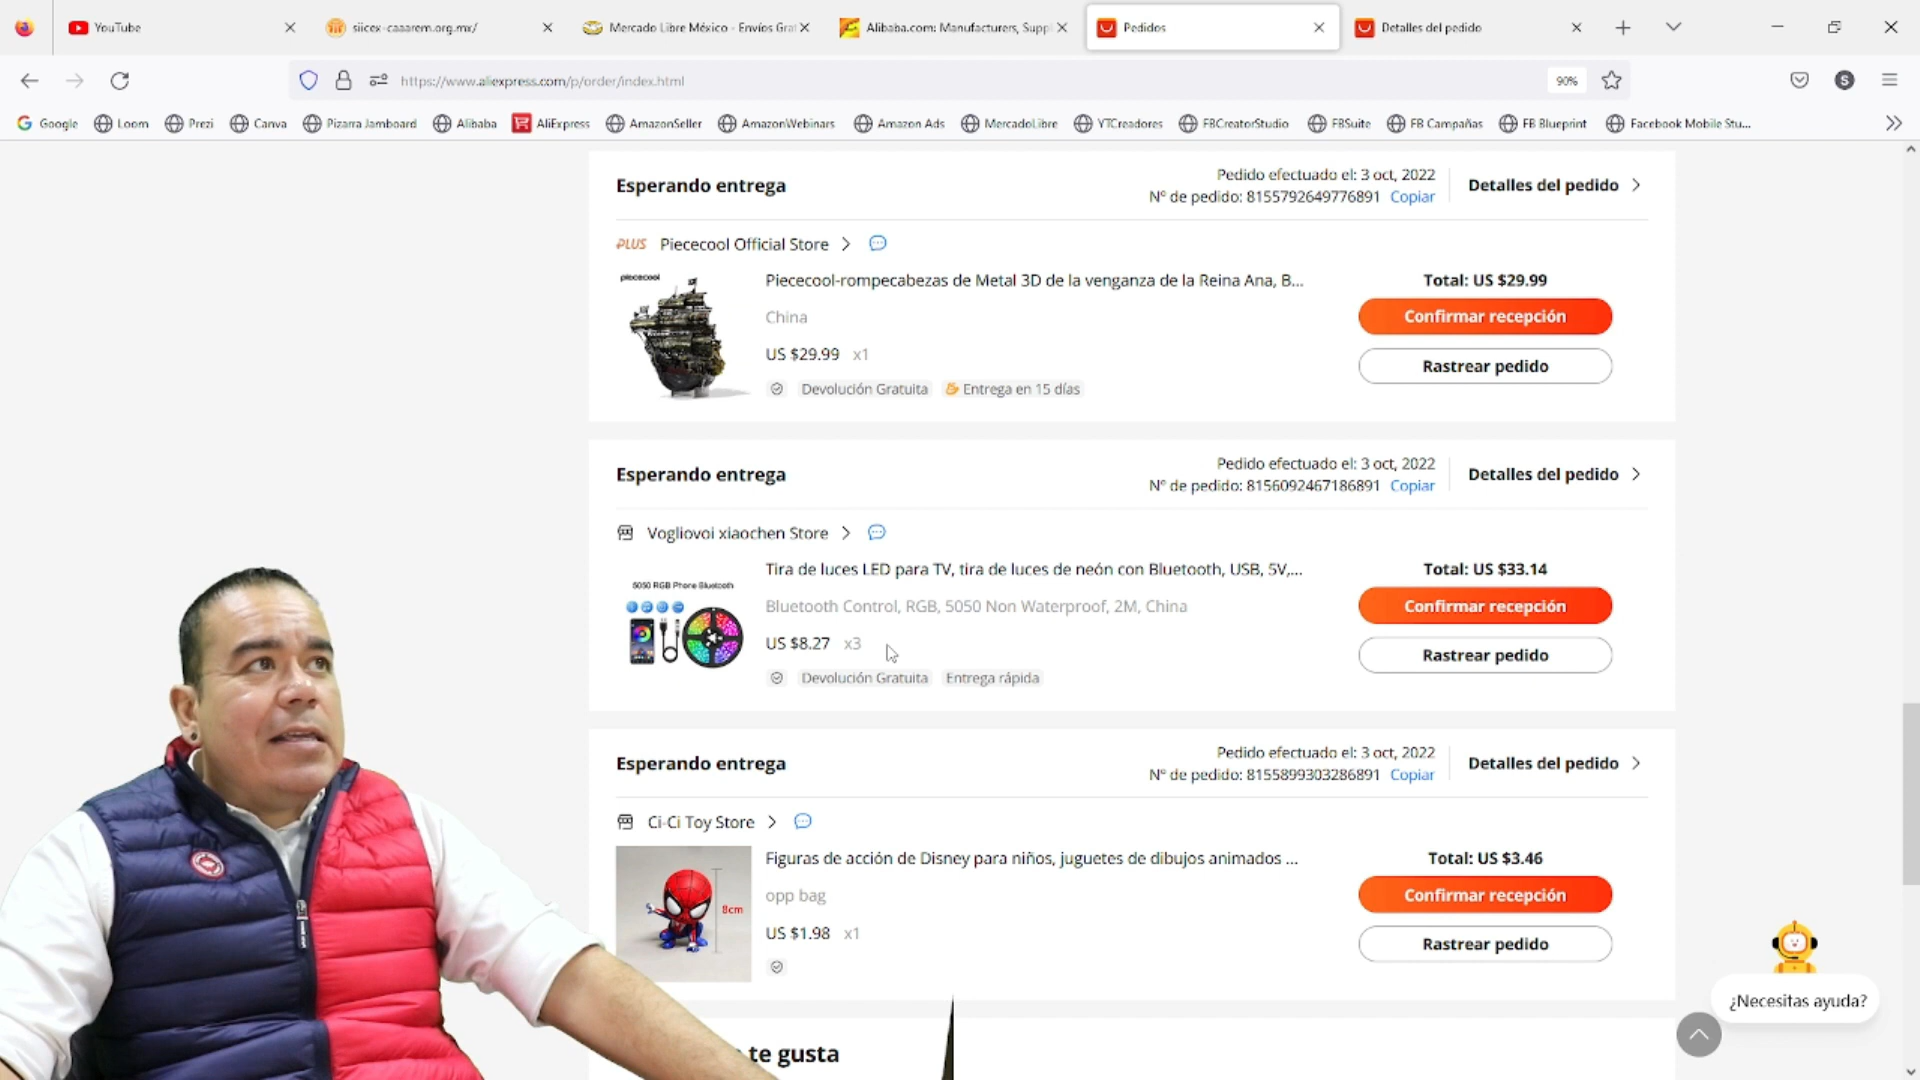 YouTube
siicex-caaarem.org.mx/
Mercado Libre México - Envíos Grat
Alibaba.com: Manufacturers, Suppl
Pedidos
Detalles del pedido
https://www.aliexpress.com/p/order/index.html
90%
S
Google
Loom
Prezi
Canva
Pizarra Jamboard
Alibaba
AliExpress
AmazonSeller
AmazonWebinars
Amazon Ads
MercadoLibre
YTCreadores
FBCreatorStudio
FBSuite
FB Campañas
FB Blueprint
Facebook Mobile Stu...
Esperando entrega
Pedido efectuado el: 3 oct, 2022
Nº de pedido: 8155792649776891 Copiar
Detalles del pedido
PLUS Piececool Official Store
piececool
Piececool-rompecabezas de Metal 3D de la venganza de la Reina Ana, B...
China
US $29.99 x1
Devolución Gratuita
Entrega en 15 días
Total: US $29.99
Confirmar recepción
Rastrear pedido
Esperando entrega
Pedido efectuado el: 3 oct, 2022
Nº de pedido: 8156092467186891 Copiar
Detalles del pedido
Vogliovoi xiaochen Store
5050 RGB Phone Bluetooth
Tira de luces LED para TV, tira de luces de neón con Bluetooth, USB, 5V,...
Bluetooth Control, RGB, 5050 Non Waterproof, 2M, China
US $8.27 x3
Devolución Gratuita
Entrega rápida
Total: US $33.14
Confirmar recepción
Rastrear pedido
Esperando entrega
Pedido efectuado el: 3 oct, 2022
Nº de pedido: 8155899303286891 Copiar
Detalles del pedido
Ci-Ci Toy Store
8cm
Figuras de acción de Disney para niños, juguetes de dibujos animados ...
opp bag
US $1.98 x1
Total: US $3.46
Confirmar recepción
Rastrear pedido
te gusta
¿Necesitas ayuda?